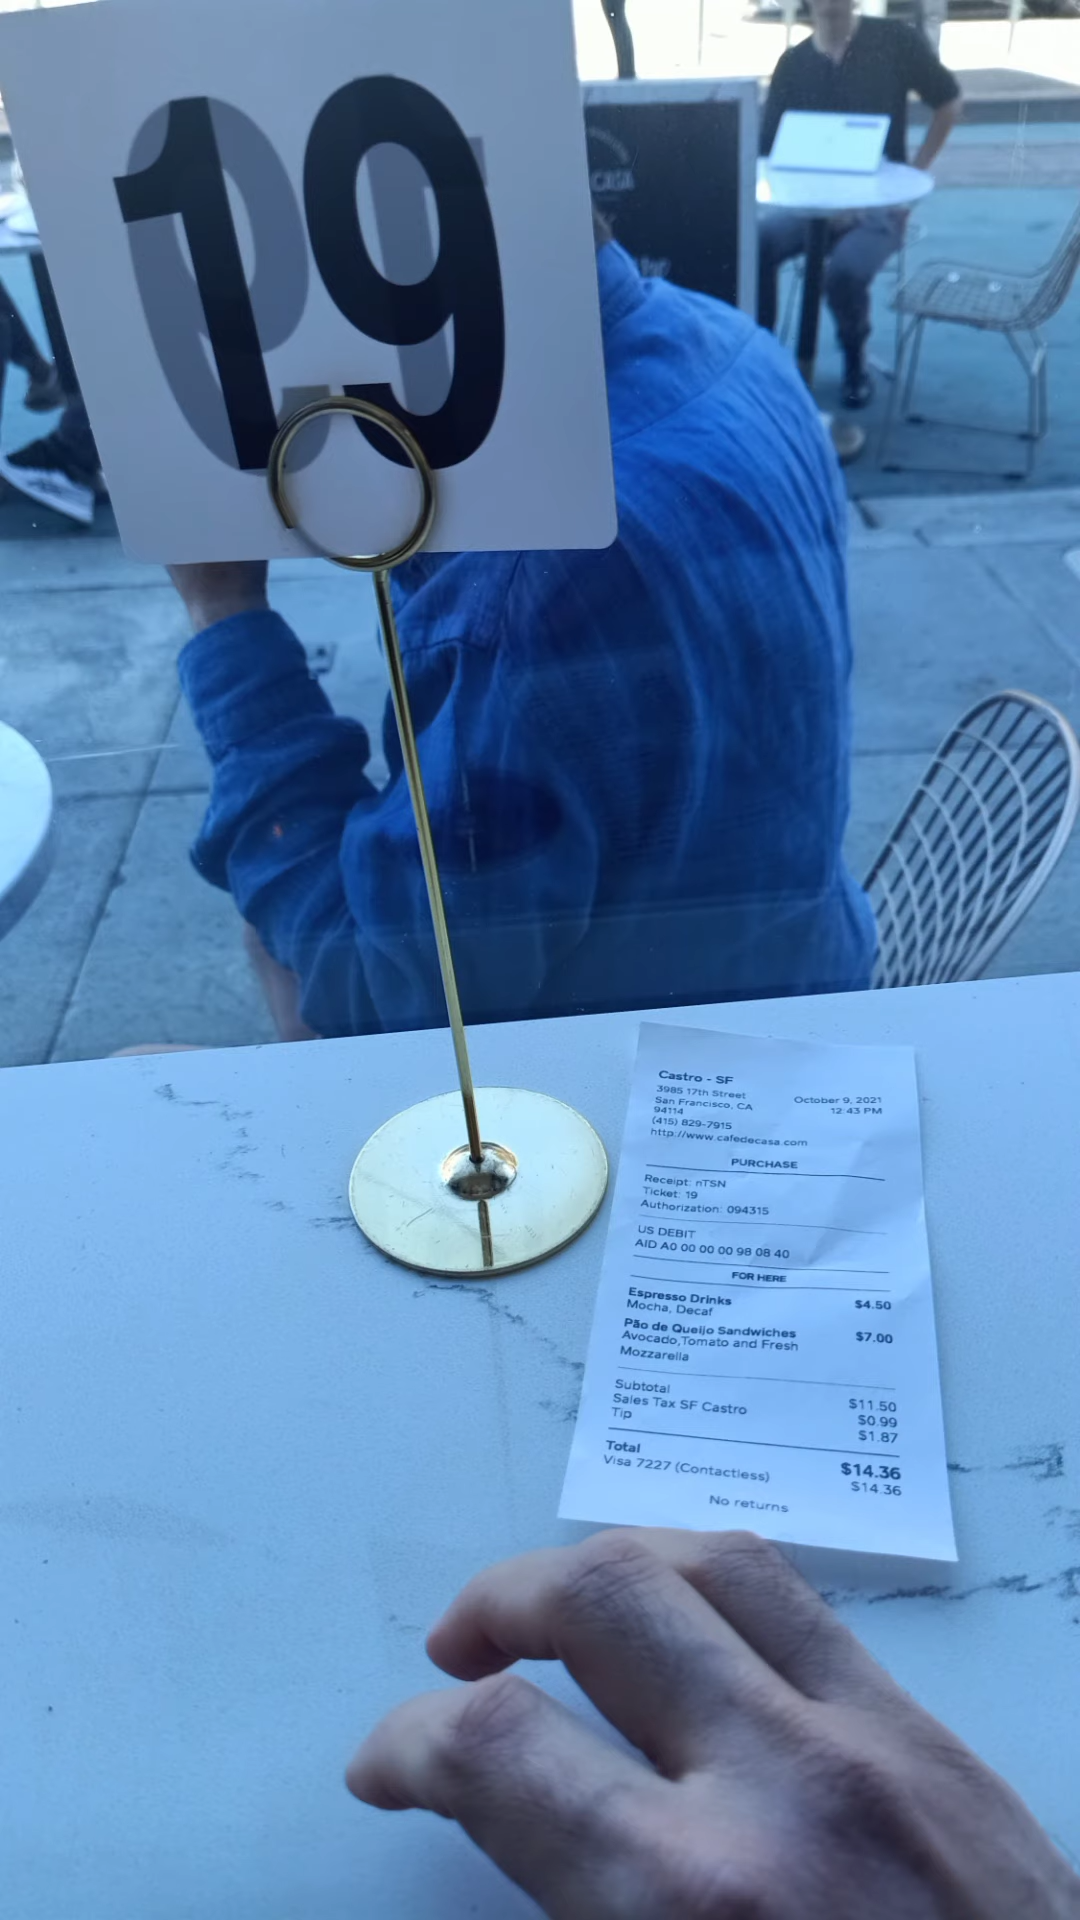 19
CASA
Castro - SF
3985 17th Street
San Francisco, CA
94114
(415) 829-7915
http://www.cafedecasa.com
October 9, 2021
12:43 PM
PURCHASE
Receipt: nTSN
Ticket: 19
Authorization: 094315
US DEBIT
AID A0 00 00 00 98 08 40
FOR HERE
Espresso Drinks $4.50
Mocha, Decaf
Pão de Queijo Sandwiches $7.00
Avocado,Tomato and Fresh
Mozzarella
Subtotal $11.50
Sales Tax SF Castro $0.99
Tip $1.87
Total $14.36
Visa 7227 (Contactless) $14.36
No returns